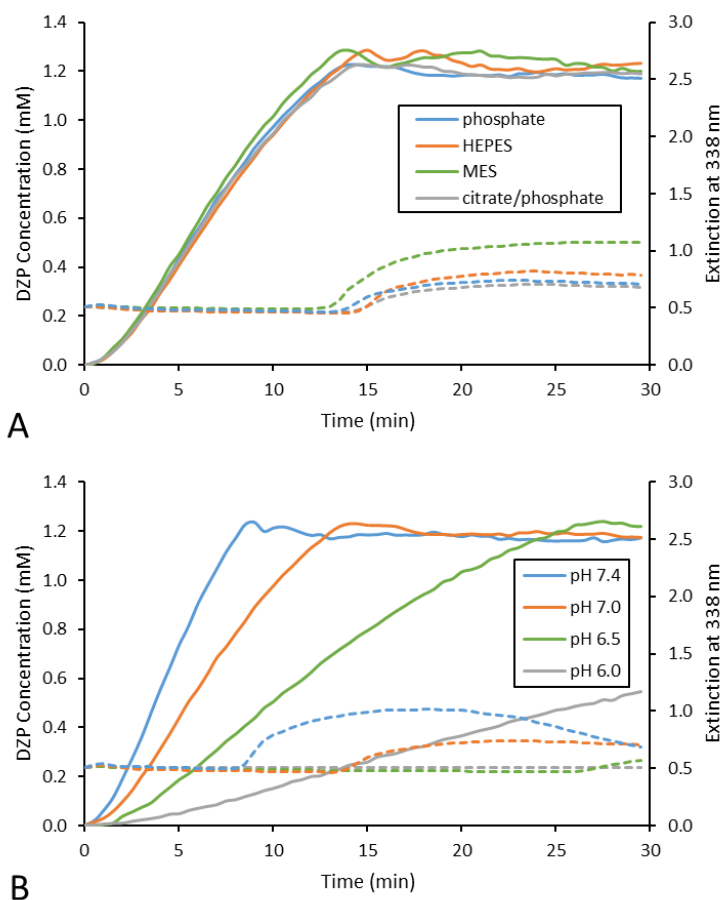 1.4
1.2
1.0
0.8
0.6
0.4
0.2
0.0
DZP Concentration (mM)
3.0
2.5
2.0
1.5
1.0
0.5
0.0
Extinction at 338 nm
phosphate
HEPES
MES
citrate/phosphate
0 5 10 15 20 25 30
Time (min)
A
1.4
1.2
1.0
0.8
0.6
0.4
0.2
0.0
DZP Concentration (mM)
3.0
2.5
2.0
1.5
1.0
0.5
0.0
Extinction at 338 nm
pH 7.4
pH 7.0
pH 6.5
pH 6.0
0 5 10 15 20 25 30
Time (min)
B